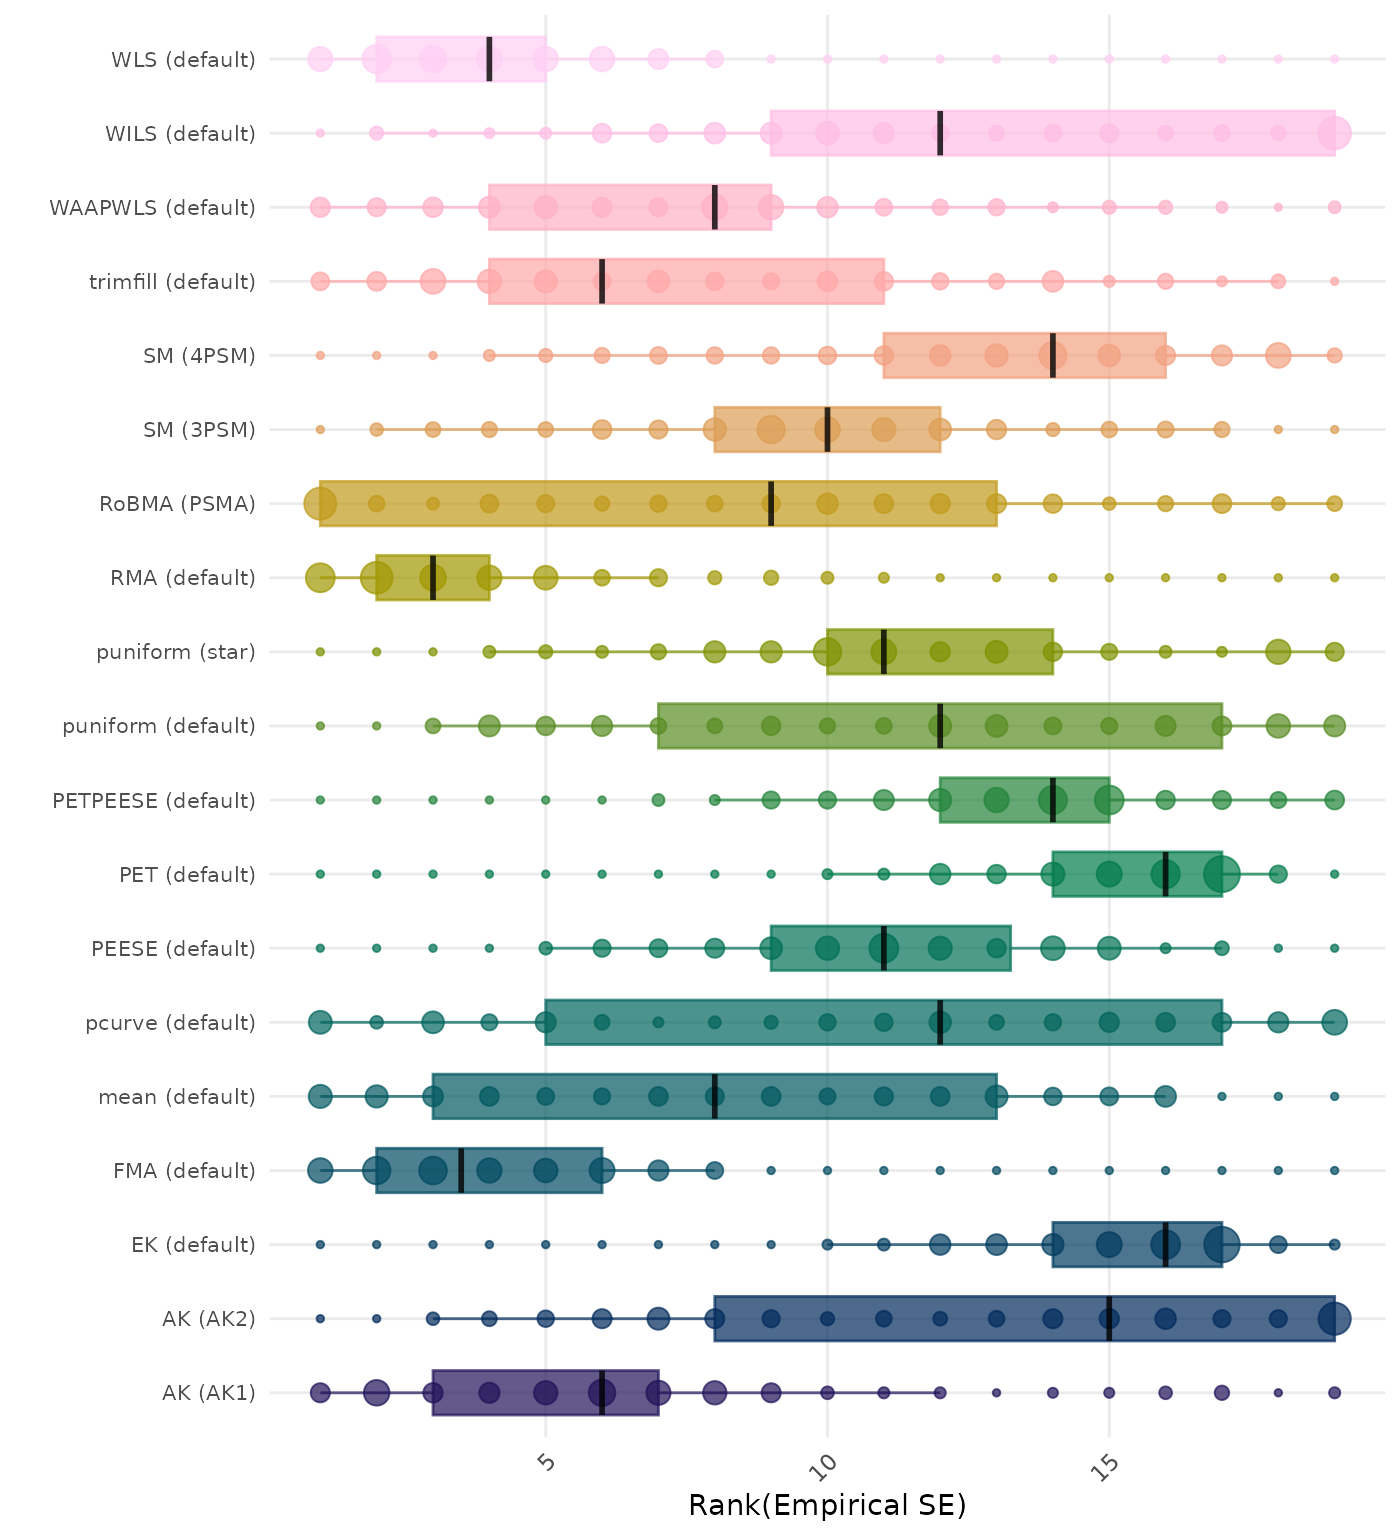 WLS (default)
WILS (default)
WAAPWLS (default)
trimfill (default)
SM (4PSM)
SM (3PSM)
RoBMA (PSMA)
RMA (default)
puniform (star)
puniform (default)
PETPEESE (default)
PET (default)
PEESE (default)
pcurve (default)
mean (default)
FMA (default)
EK (default)
AK (AK2)
AK (AK1)
5
10
15
Rank(Empirical SE)